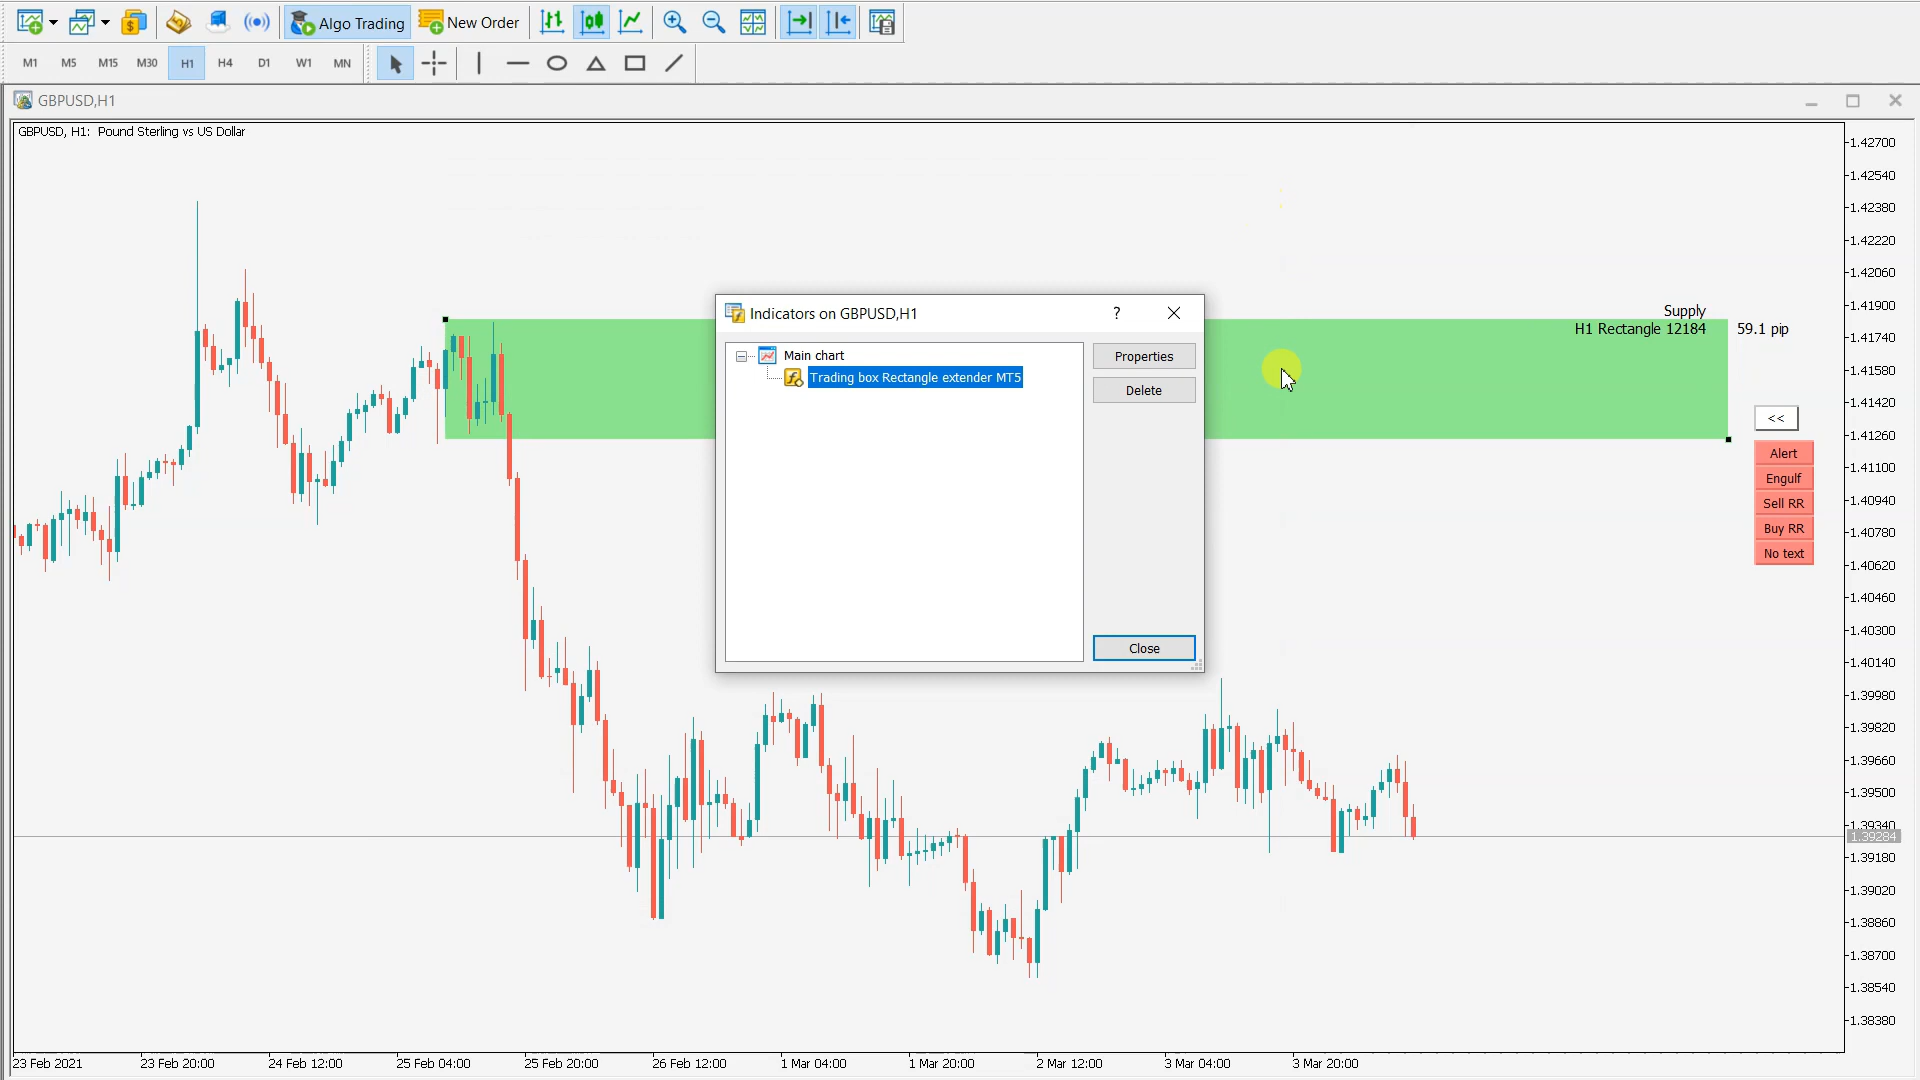 Algo Trading
New Order
M1 M5 M15 M30 H1 H4 D1 W1 MN
GBPUSD,H1
GBPUSD, H1: Pound Sterling vs US Dollar
1.42700
1.42540
1.42380
1.42220
1.42060
1.41900
1.41740
1.41580
1.41420
1.41260
1.41100
1.40940
1.40780
1.40620
1.40460
1.40300
1.40140
1.39980
1.39820
1.39660
1.39500
1.39340
1.39284
1.39180
1.39020
1.38860
1.38700
1.38540
1.38380
Supply
H1 Rectangle 12184
59.1 pip
<<
Alert
Engulf
Sell RR
Buy RR
No text
Indicators on GBPUSD,H1
?
Main chart
Trading box Rectangle extender MT5
Properties
Delete
Close
23 Feb 2021
23 Feb 20:00
24 Feb 12:00
25 Feb 04:00
25 Feb 20:00
26 Feb 12:00
1 Mar 04:00
1 Mar 20:00
2 Mar 12:00
3 Mar 04:00
3 Mar 20:00